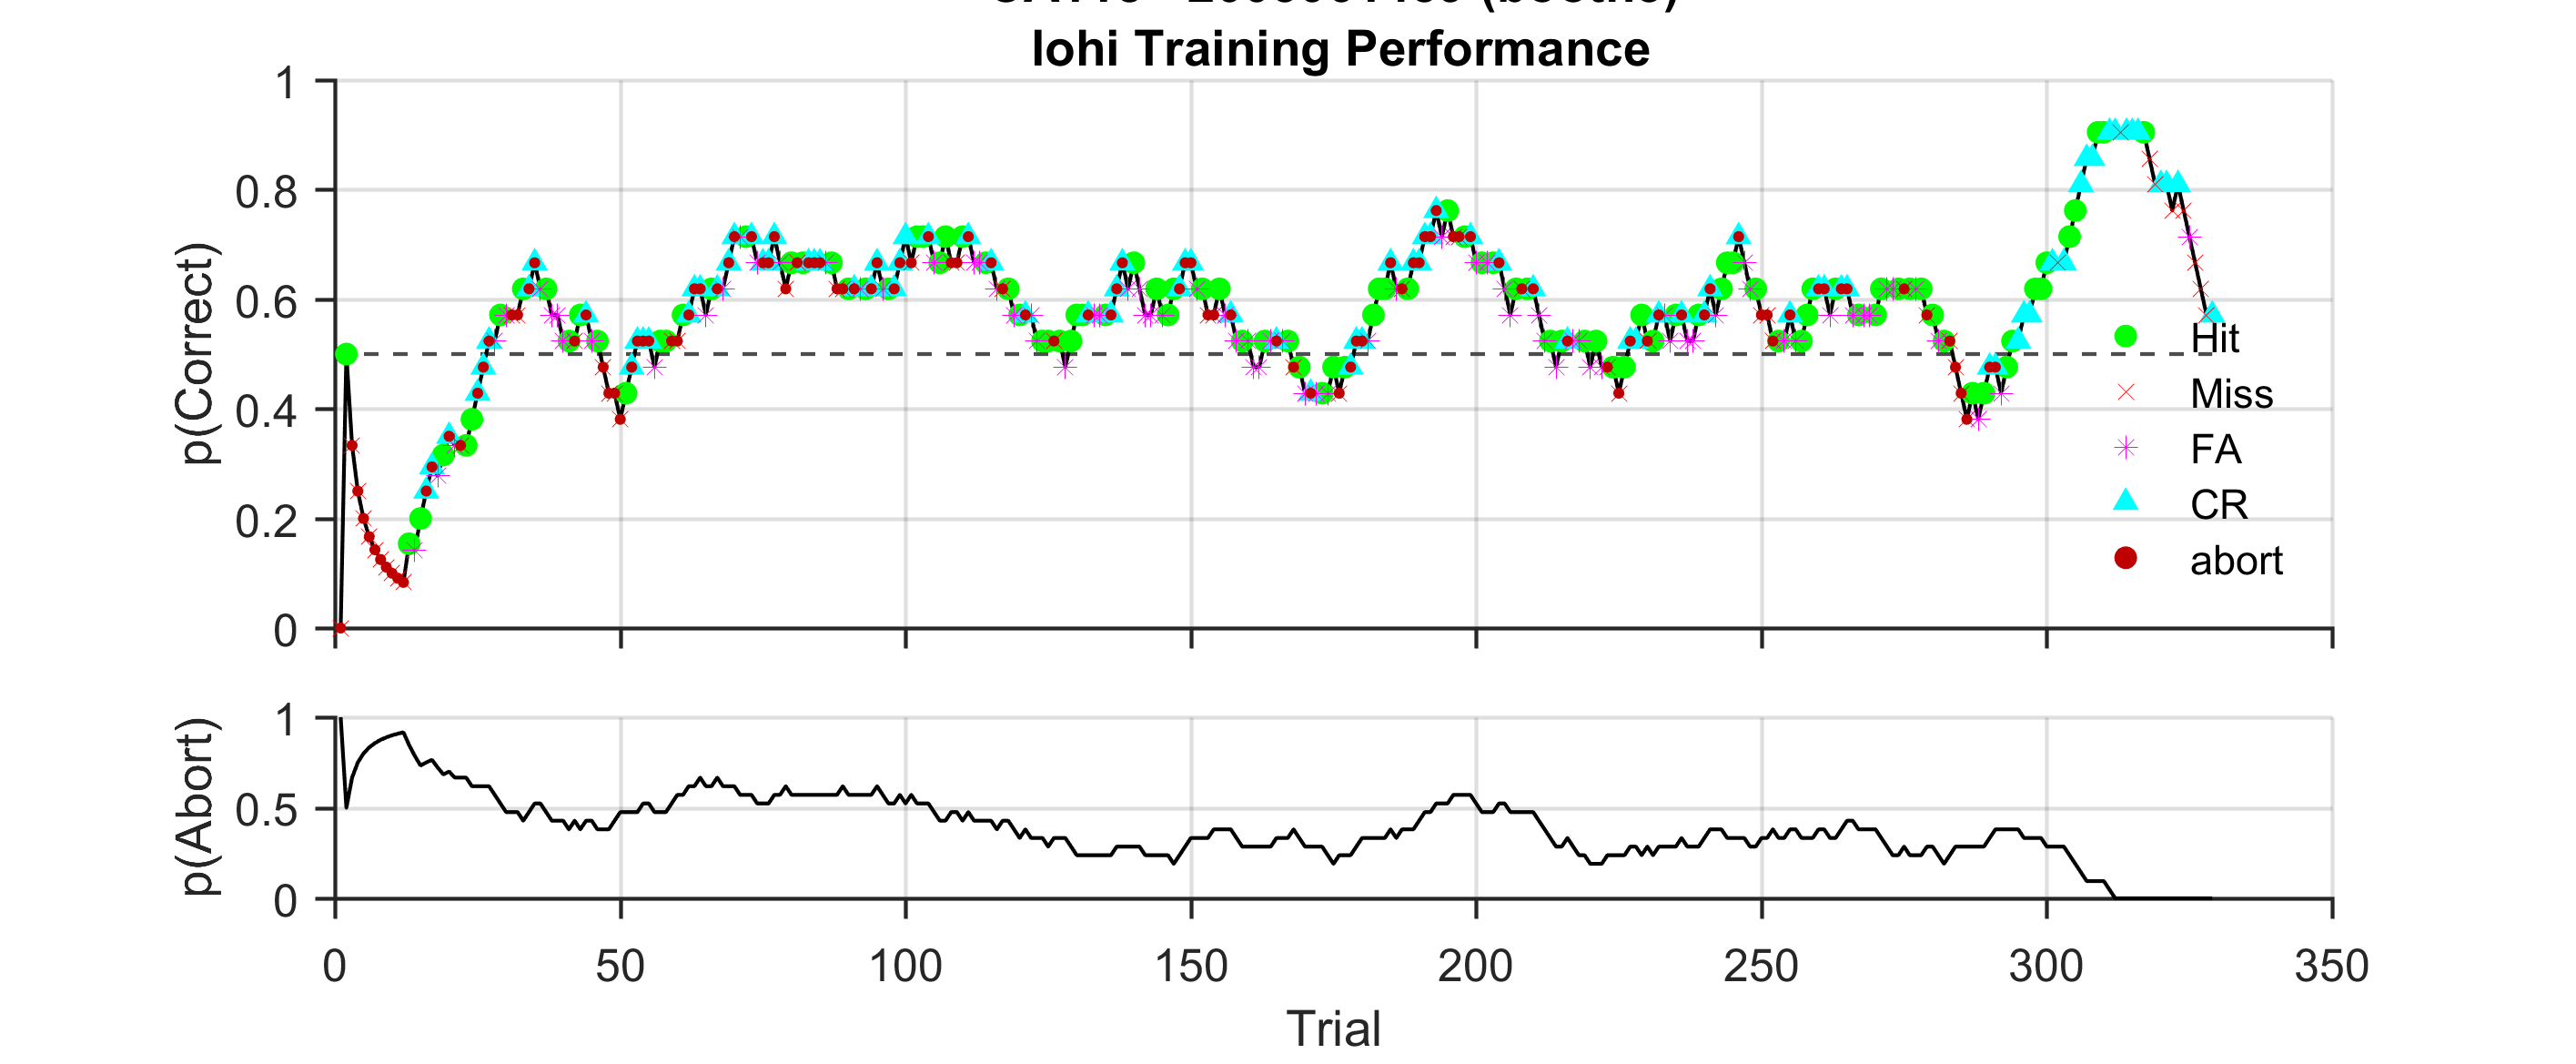 lohi Training Performance
1
0.8
0.6
0.4
0.2
0
p(Correct)
Hit
Miss
FA
CR
abort
1
0.5
0
p(Abort)
0 50 100 150 200 250 300 350
Trial